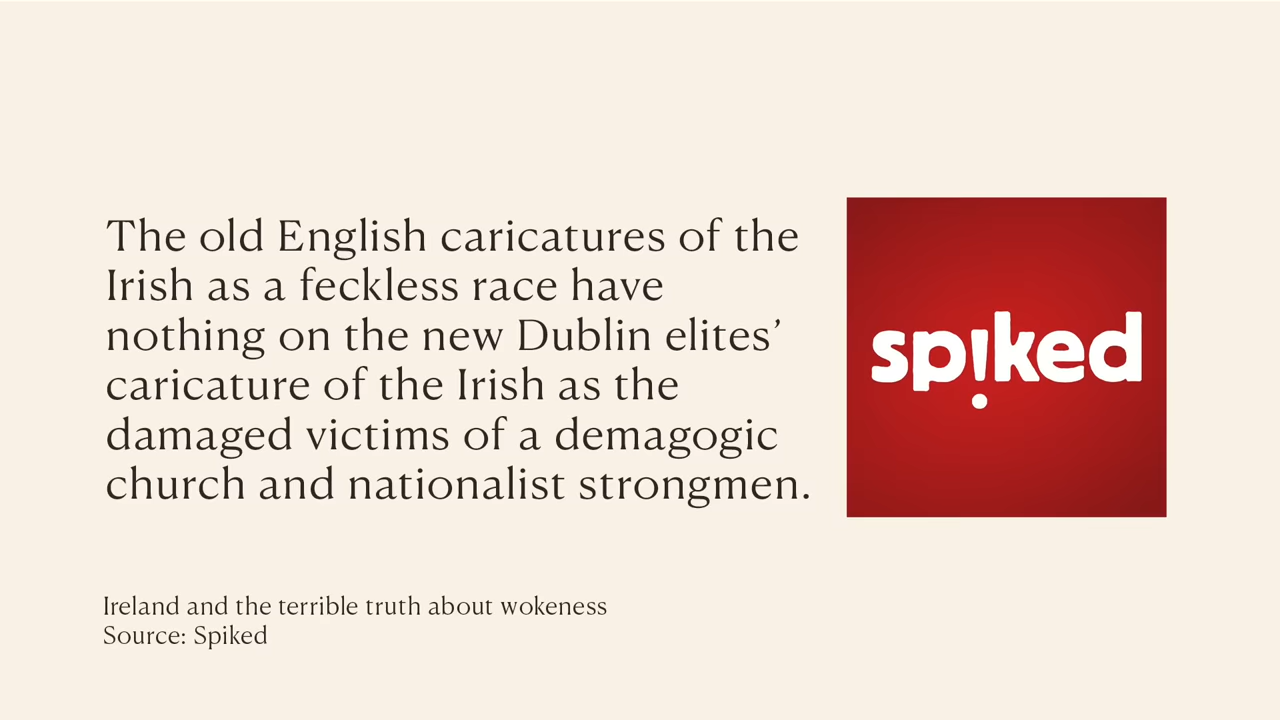 The old English caricatures of the
Irish as a feckless race have
nothing on the new Dublin elites’
caricature of the Irish as the
damaged victims of a demagogic
church and nationalist strongmen.
spiked
Ireland and the terrible truth about wokeness
Source: Spiked